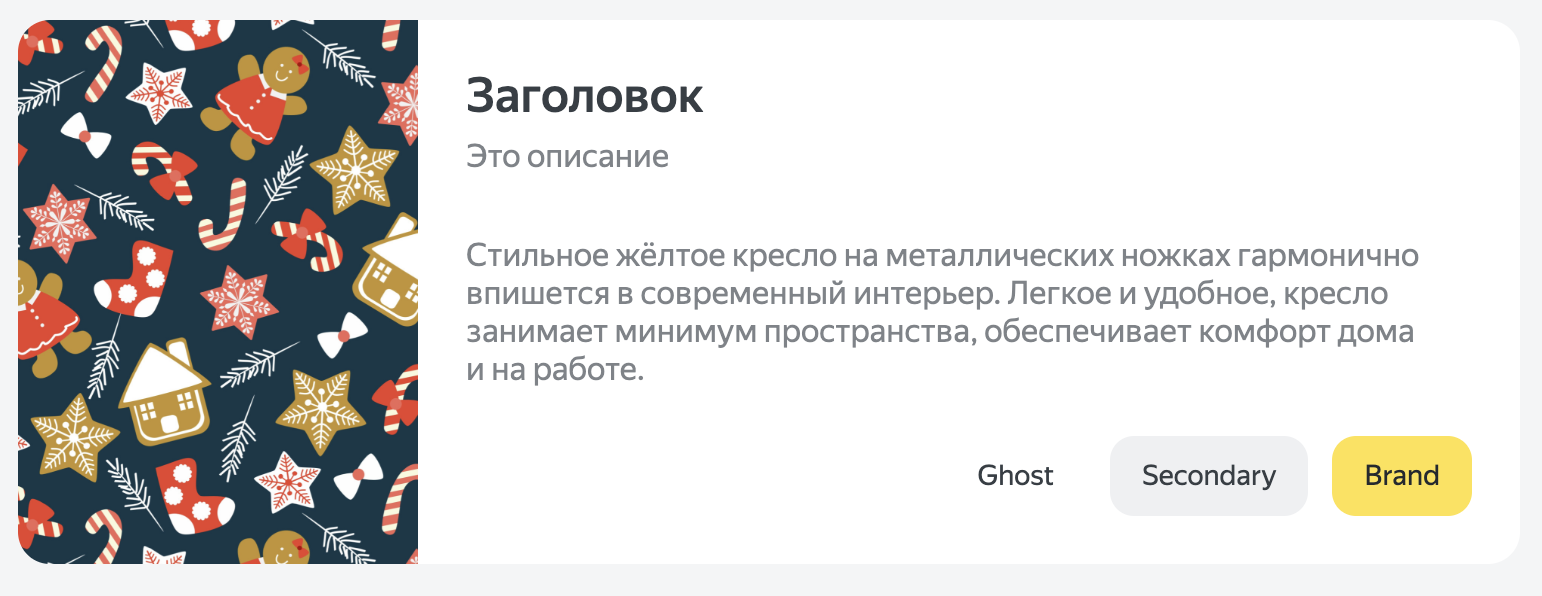 Заголовок
Это описание
Стильное жёлтое кресло на металлических ножках гармонично
впишется в современный интерьер. Легкое и удобное, кресло
занимает минимум пространства, обеспечивает комфорт дома
и на работе.
Ghost Secondary Brand